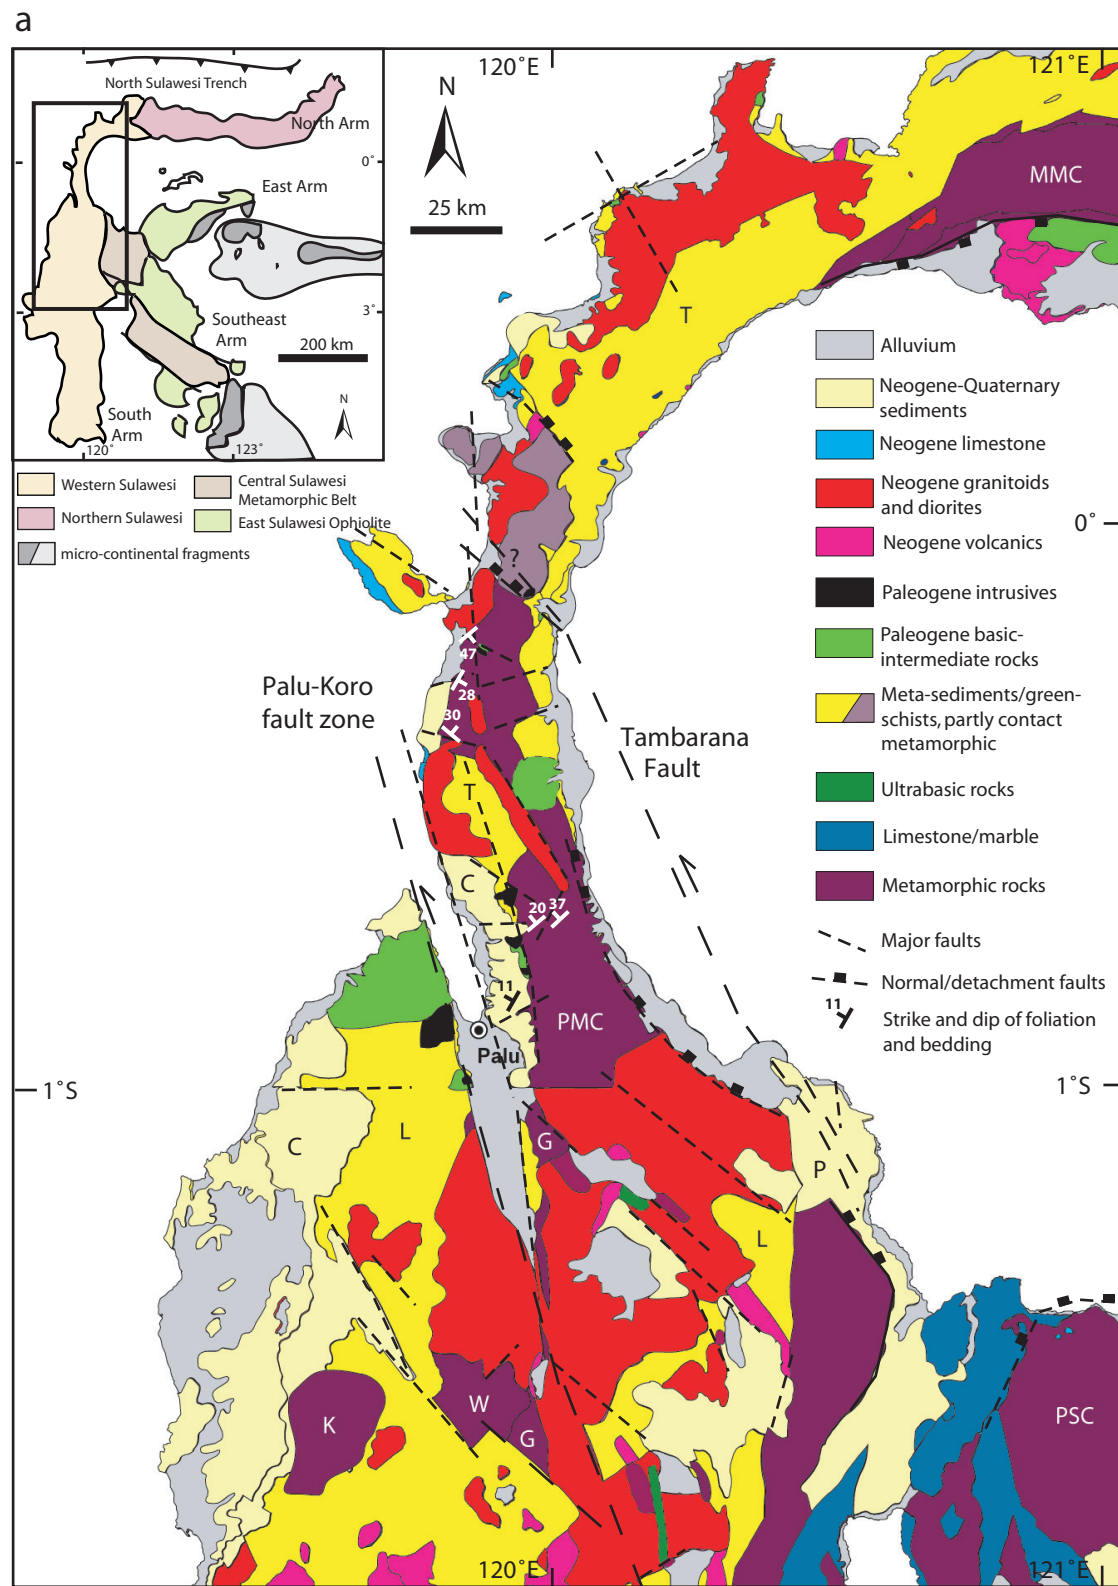 a
North Sulawesi Trench
North Arm
0˚
East Arm
3˚
Southeast
Arm
200 km
N
South
Arm
120˚
123˚
Western Sulawesi
Central Sulawesi
Metamorphic Belt
Northern Sulawesi
East Sulawesi Ophiolite
micro-continental fragments
120˚E
121˚E
N
25 km
MMC
T
Alluvium
Neogene-Quaternary
sediments
Neogene limestone
Neogene granitoids
and diorites
Neogene volcanics
Paleogene intrusives
Paleogene basic-
intermediate rocks
Meta-sediments/green-
schists, partly contact
metamorphic
Ultrabasic rocks
Limestone/marble
Metamorphic rocks
Major faults
Normal/detachment faults
11
Strike and dip of foliation
and bedding
0˚
?
47
28
30
Palu-Koro
fault zone
Tambarana
Fault
T
C
20
37
11
PMC
Palu
1˚S
1˚S
C
L
G
P
L
K
W
G
PSC
120˚E
121˚E